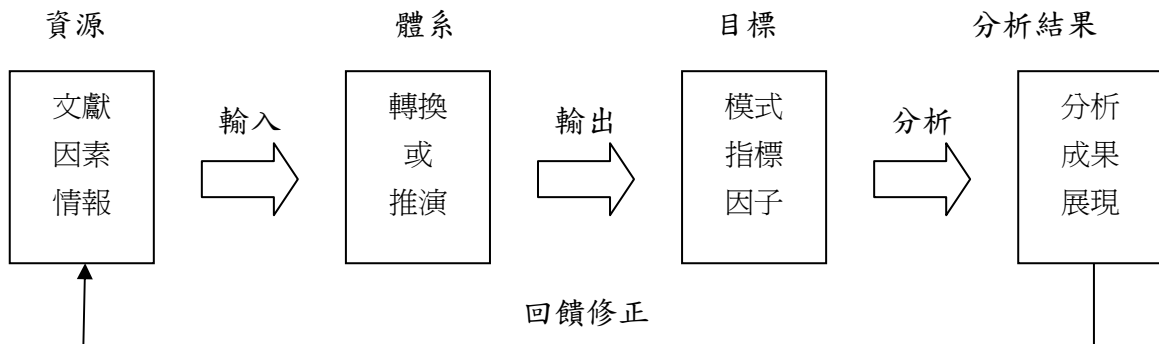 資源
體系
目標
分析結果
文獻
因素
情報
輸入
轉換
或
推演
輸出
模式
指標
因子
分析
分析
成果
展現
回饋修正